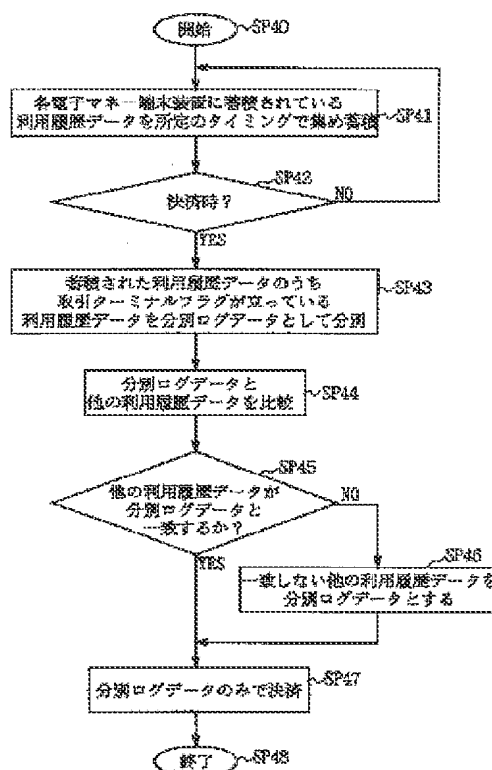 開始
SP40
各電子マネー端末装置に蓄積されている
利用履歴データを所定のタイミングで集め蓄積
SP41
SP42
決済時?
NO
YES
蓄積された利用履歴データのうち
取引ターミナルフラグが立っている
利用履歴データを分別ログデータとして分別
SP43
分別ログデータと
他の利用履歴データを比較
SP44
SP45
他の利用履歴データが
分別ログデータと
一致するか?
NO
YES
SP46
一致しない他の利用履歴データを
分別ログデータとする
分別ログデータのみで決済
SP47
終了
SP48